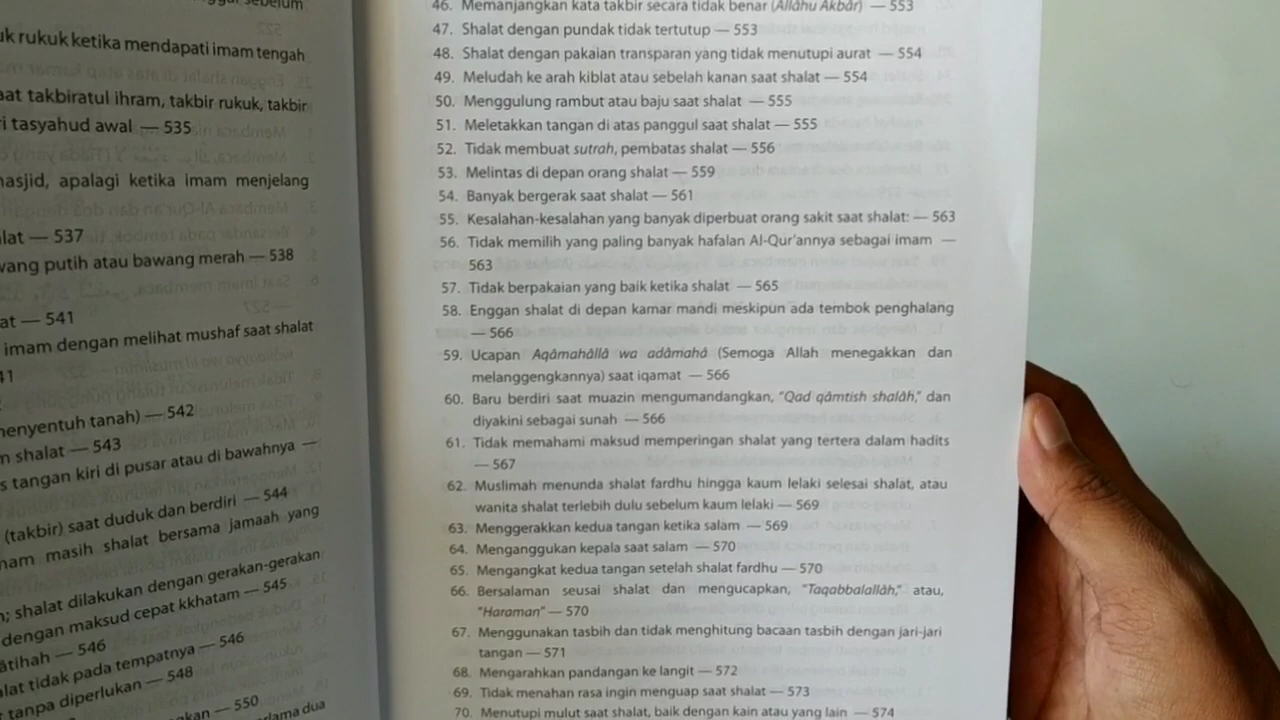 uk rukuk ketika mendapati imam tengah
aat takbiratul ihram, takbir rukuk, takbir
ri tasyahud awal — 535
nasjid, apalagi ketika imam menjelang
lat — 537
wang putih atau bawang merah — 538
at — 541
imam dengan melihat mushaf saat shalat
41
menyentuh tanah) — 542
n shalat — 543
s tangan kiri di pusar atau di bawahnya —
(takbir) saat duduk dan berdiri — 544
nam masih shalat bersama jamaah yang
n; shalat dilakukan dengan gerakan-gerakan
dengan maksud cepat kkhatam — 545
âtihah — 546
alat tidak pada tempatnya — 546
t tanpa diperlukan — 548
gkan — 550
lama dua
46. Memanjangkan kata takbir secara tidak benar (Allâhu Akbâr) — 553
47. Shalat dengan pundak tidak tertutup — 553
48. Shalat dengan pakaian transparan yang tidak menutupi aurat — 554
49. Meludah ke arah kiblat atau sebelah kanan saat shalat — 554
50. Menggulung rambut atau baju saat shalat — 555
51. Meletakkan tangan di atas panggul saat shalat — 555
52. Tidak membuat sutrah, pembatas shalat — 556
53. Melintas di depan orang shalat — 559
54. Banyak bergerak saat shalat — 561
55. Kesalahan-kesalahan yang banyak diperbuat orang sakit saat shalat: — 563
56. Tidak memilih yang paling banyak hafalan Al-Qur'annya sebagai imam —
563
57. Tidak berpakaian yang baik ketika shalat — 565
58. Enggan shalat di depan kamar mandi meskipun ada tembok penghalang
— 566
59. Ucapan Aqâmahâllâ wa adâmahâ (Semoga Allah menegakkan dan
melanggengkannya) saat iqamat — 566
60. Baru berdiri saat muazin mengumandangkan, "Qad qâmtish shalâh," dan
diyakini sebagai sunah — 566
61. Tidak memahami maksud memperingan shalat yang tertera dalam hadits
— 567
62. Muslimah menunda shalat fardhu hingga kaum lelaki selesai shalat, atau
wanita shalat terlebih dulu sebelum kaum lelaki — 569
63. Menggerakkan kedua tangan ketika salam — 569
64. Menganggukan kepala saat salam — 570
65. Mengangkat kedua tangan setelah shalat fardhu — 570
66. Bersalaman seusai shalat dan mengucapkan, "Taqabbalallâh," atau,
"Haraman" — 570
67. Menggunakan tasbih dan tidak menghitung bacaan tasbih dengan jari-jari
tangan — 571
68. Mengarahkan pandangan ke langit — 572
69. Tidak menahan rasa ingin menguap saat shalat — 573
70. Menutupi mulut saat shalat, baik dengan kain atau yang lain — 574